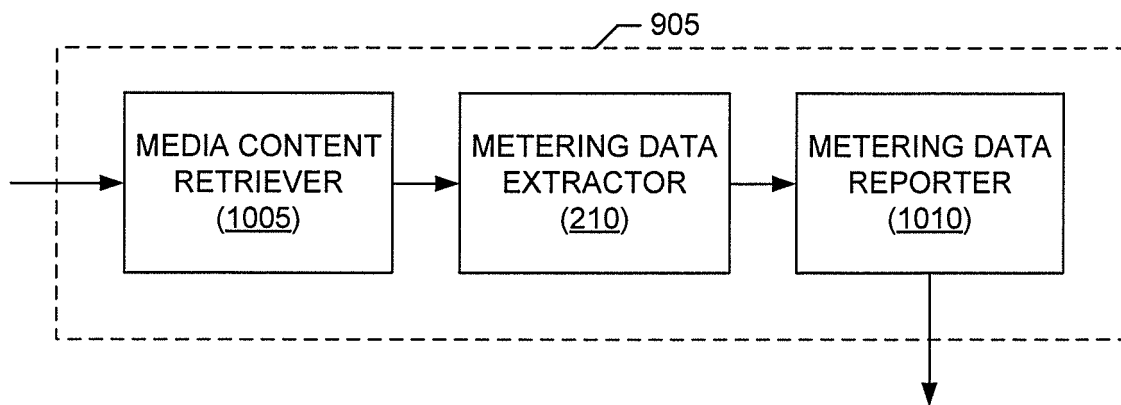 905
MEDIA CONTENT
RETRIEVER
(1005)
METERING DATA
EXTRACTOR
(210)
METERING DATA
REPORTER
(1010)